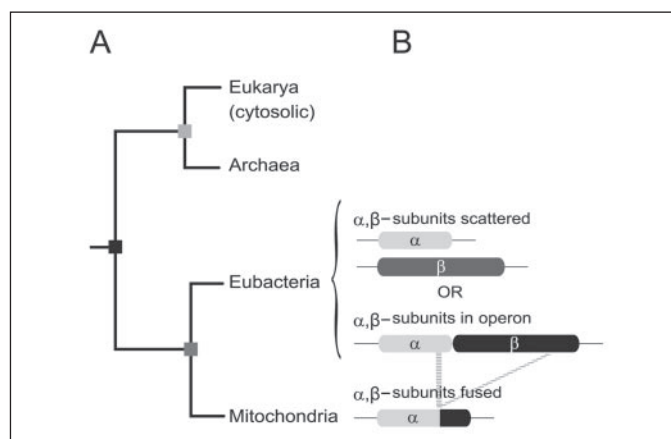 A
B
Eukarya
(cytosolic)
Archaea
α,β-subunits scattered
α
β
Eubacteria
OR
α,β-subunits in operon
α
β
α,β-subunits fused
Mitochondria
α